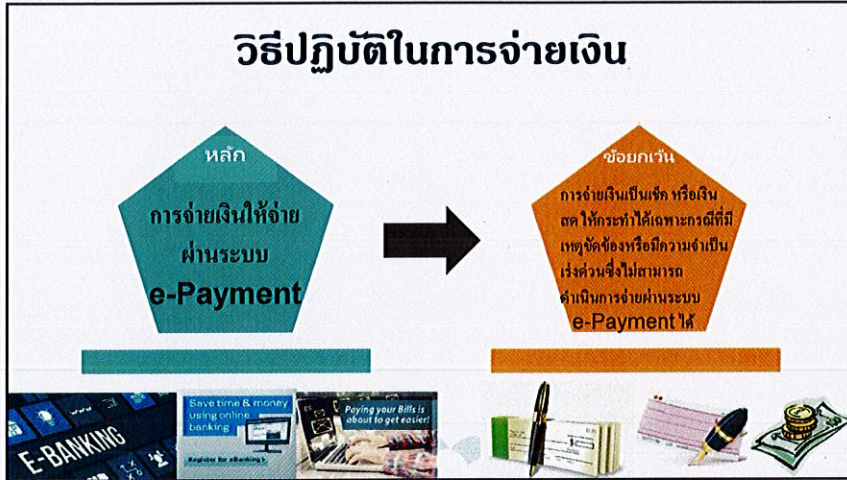 วิธีปฏิบัติในการจ่ายเงิน
หลัก
การจ่ายเงินให้จ่าย
ผ่านระบบ
e-Payment
ข้อยกเว้น
การจ่ายเงินเป็นเช็ค หรือเงิน
สด ให้กระทำได้เฉพาะกรณีที่มี
เหตุขัดข้องหรือมีความจำเป็น
เร่งด่วนซึ่งไม่สามารถ
ดำเนินการจ่ายผ่านระบบ
e-Payment ได้
E-BANKING
Save time & money
using online
banking
Register for eBanking >
Paying your Bills is
about to get easier!